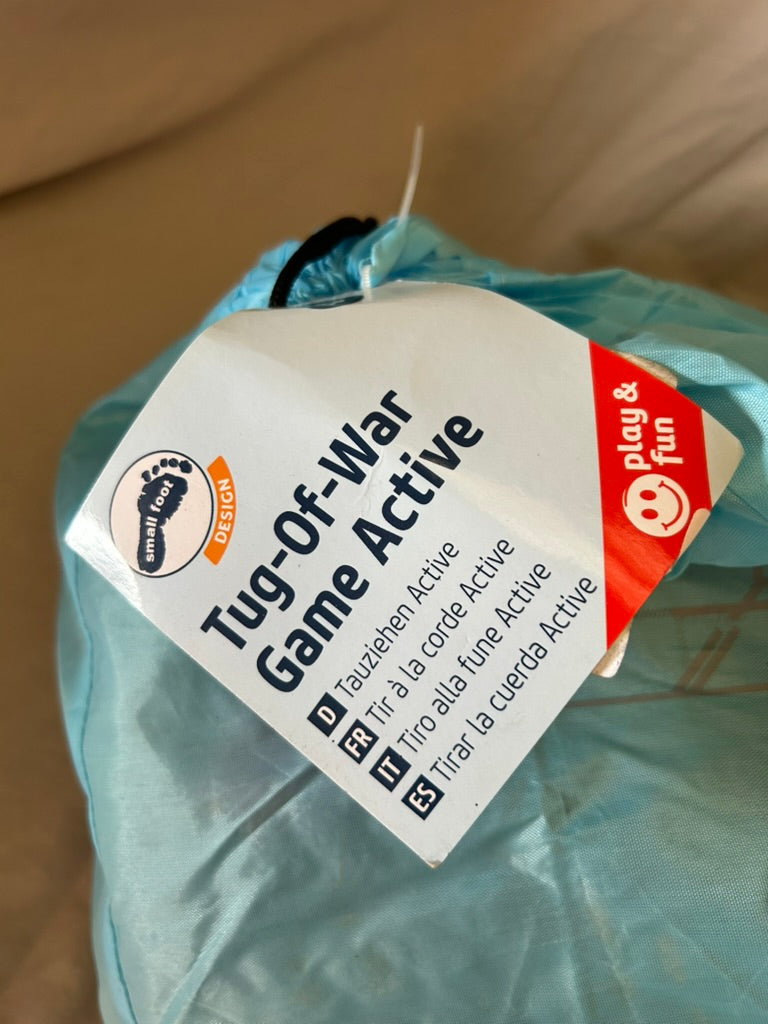 small foot
DESIGN
Tug-Of-War
Game Active
D Tauziehen Active
FR Tir à la corde Active
IT Tiro alla fune Active
ES Tirar la cuerda Active
play &
fun